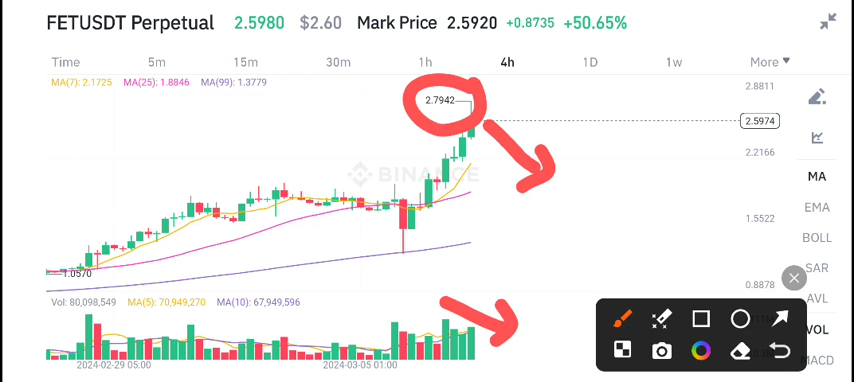 FETUSDT Perpetual 2.5980 $2.60 Mark Price 2.5920 +0.8735 +50.65%
Time 5m 15m 30m 1h 4h 1D 1w More
MA(7): 2.1725 MA(25): 1.8846 MA(99): 1.3779
2.8811
2.7942
2.5974
2.2166
BINANCE
MA
EMA
1.5522
BOLL
SAR
1.0570
0.8878
AVL
Vol: 80,098,549 MA(5): 70,949,270 MA(10): 67,949,596
VOL
MACD
2024-02-29 05:00 2024-03-05 01:00